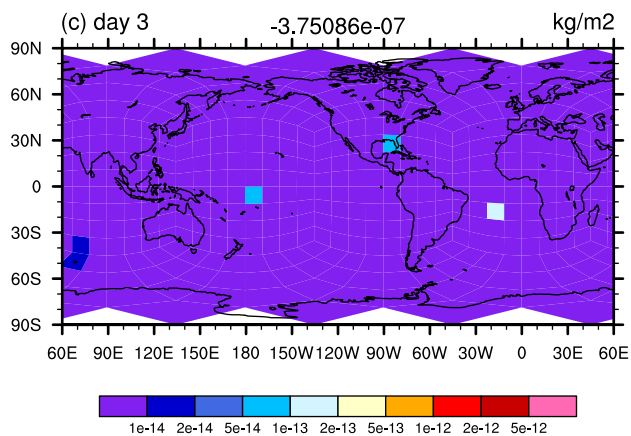 (c) day 3 -3.75086e-07 kg/m2
90N
60N
30N
0
30S
60S
90S
60E 90E 120E 150E 180 150W 120W 90W 60W 30W 0 30E 60E
1e-14 2e-14 5e-14 1e-13 2e-13 5e-13 1e-12 2e-12 5e-12